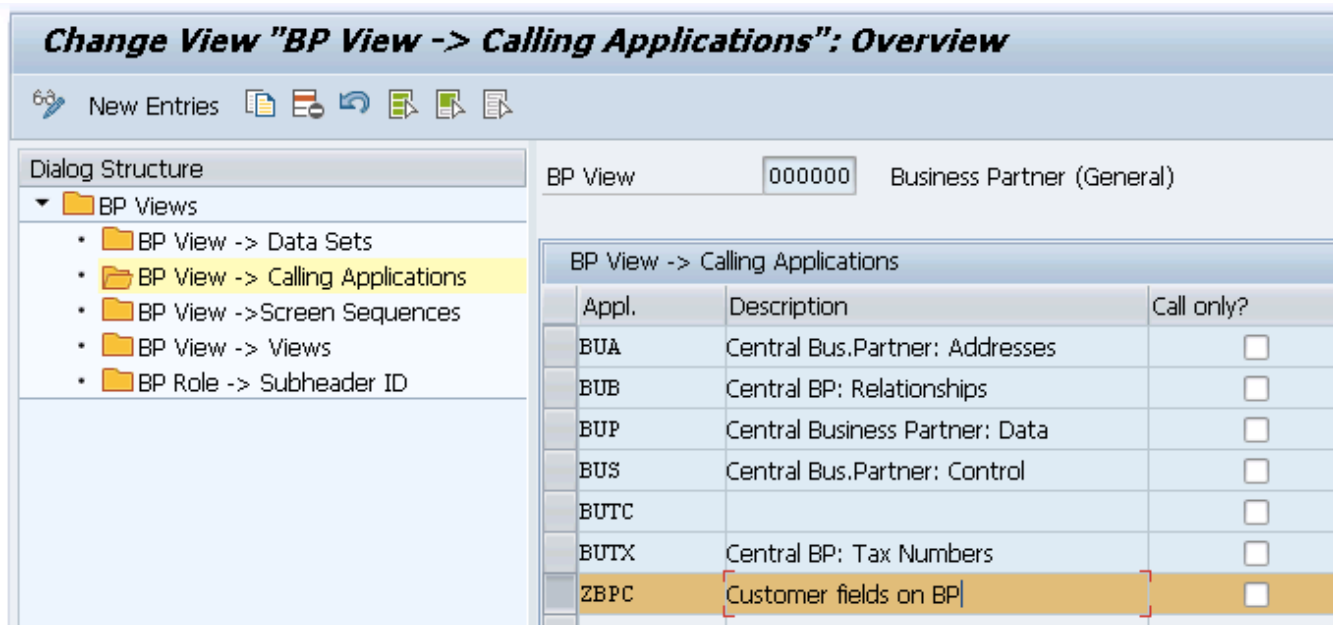 Change View "BP View -> Calling Applications": Overview
New Entries
Dialog Structure
BP Views
BP View -> Data Sets
BP View -> Calling Applications
BP View ->Screen Sequences
BP View -> Views
BP Role -> Subheader ID
BP View 000000 Business Partner (General)
BP View -> Calling Applications
Appl. Description Call only?
BUA Central Bus.Partner: Addresses
BUB Central BP: Relationships
BUP Central Business Partner: Data
BUS Central Bus.Partner: Control
BUTC
BUTX Central BP: Tax Numbers
ZBPC Customer fields on BP